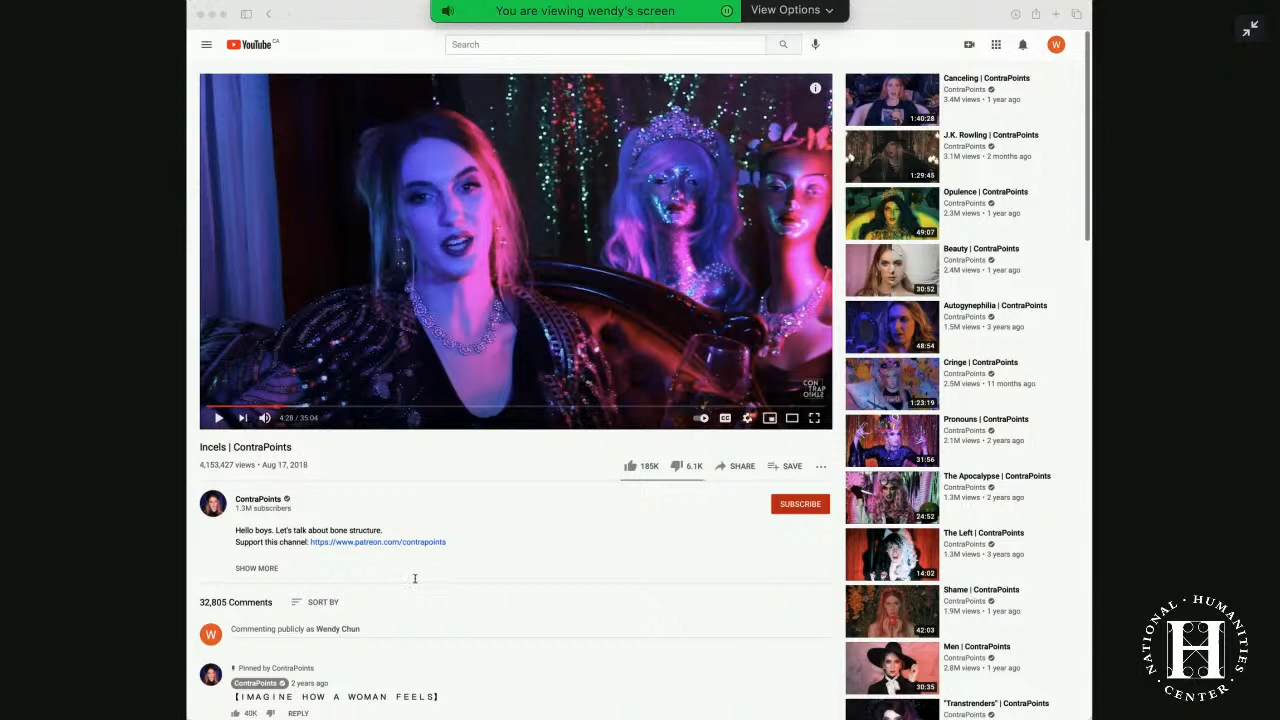 You are viewing wendy's screen
View Options
YouTube CA
Search
W
CON
TRAP
OINTS
4:28 / 35:04
Incels | ContraPoints
4,153,427 views • Aug 17, 2018
185K
6.1K
SHARE
SAVE
ContraPoints
1.3M subscribers
SUBSCRIBE
Hello boys. Let's talk about bone structure.
Support this channel: https://www.patreon.com/contrapoints
SHOW MORE
32,805 Comments
SORT BY
W
Commenting publicly as Wendy Chun
Pinned by ContraPoints
ContraPoints 2 years ago
【IMAGINE HOW A WOMAN FEELS】
40K
REPLY
Canceling | ContraPoints
ContraPoints
3.4M views • 1 year ago
1:40:28
J.K. Rowling | ContraPoints
ContraPoints
3.1M views • 2 months ago
1:29:45
Opulence | ContraPoints
ContraPoints
2.3M views • 1 year ago
49:07
Beauty | ContraPoints
ContraPoints
2.4M views • 1 year ago
30:52
Autogynephilia | ContraPoints
ContraPoints
1.5M views • 3 years ago
48:54
Cringe | ContraPoints
ContraPoints
2.5M views • 11 months ago
1:23:19
Pronouns | ContraPoints
ContraPoints
2.1M views • 2 years ago
31:56
The Apocalypse | ContraPoints
ContraPoints
1.3M views • 2 years ago
24:52
The Left | ContraPoints
ContraPoints
1.3M views • 3 years ago
14:02
Shame | ContraPoints
ContraPoints
1.9M views • 1 year ago
42:03
Men | ContraPoints
ContraPoints
2.8M views • 1 year ago
30:35
"Transtrenders" | ContraPoints
ContraPoints
NATIONAL • HUMANITIES CENTER
H